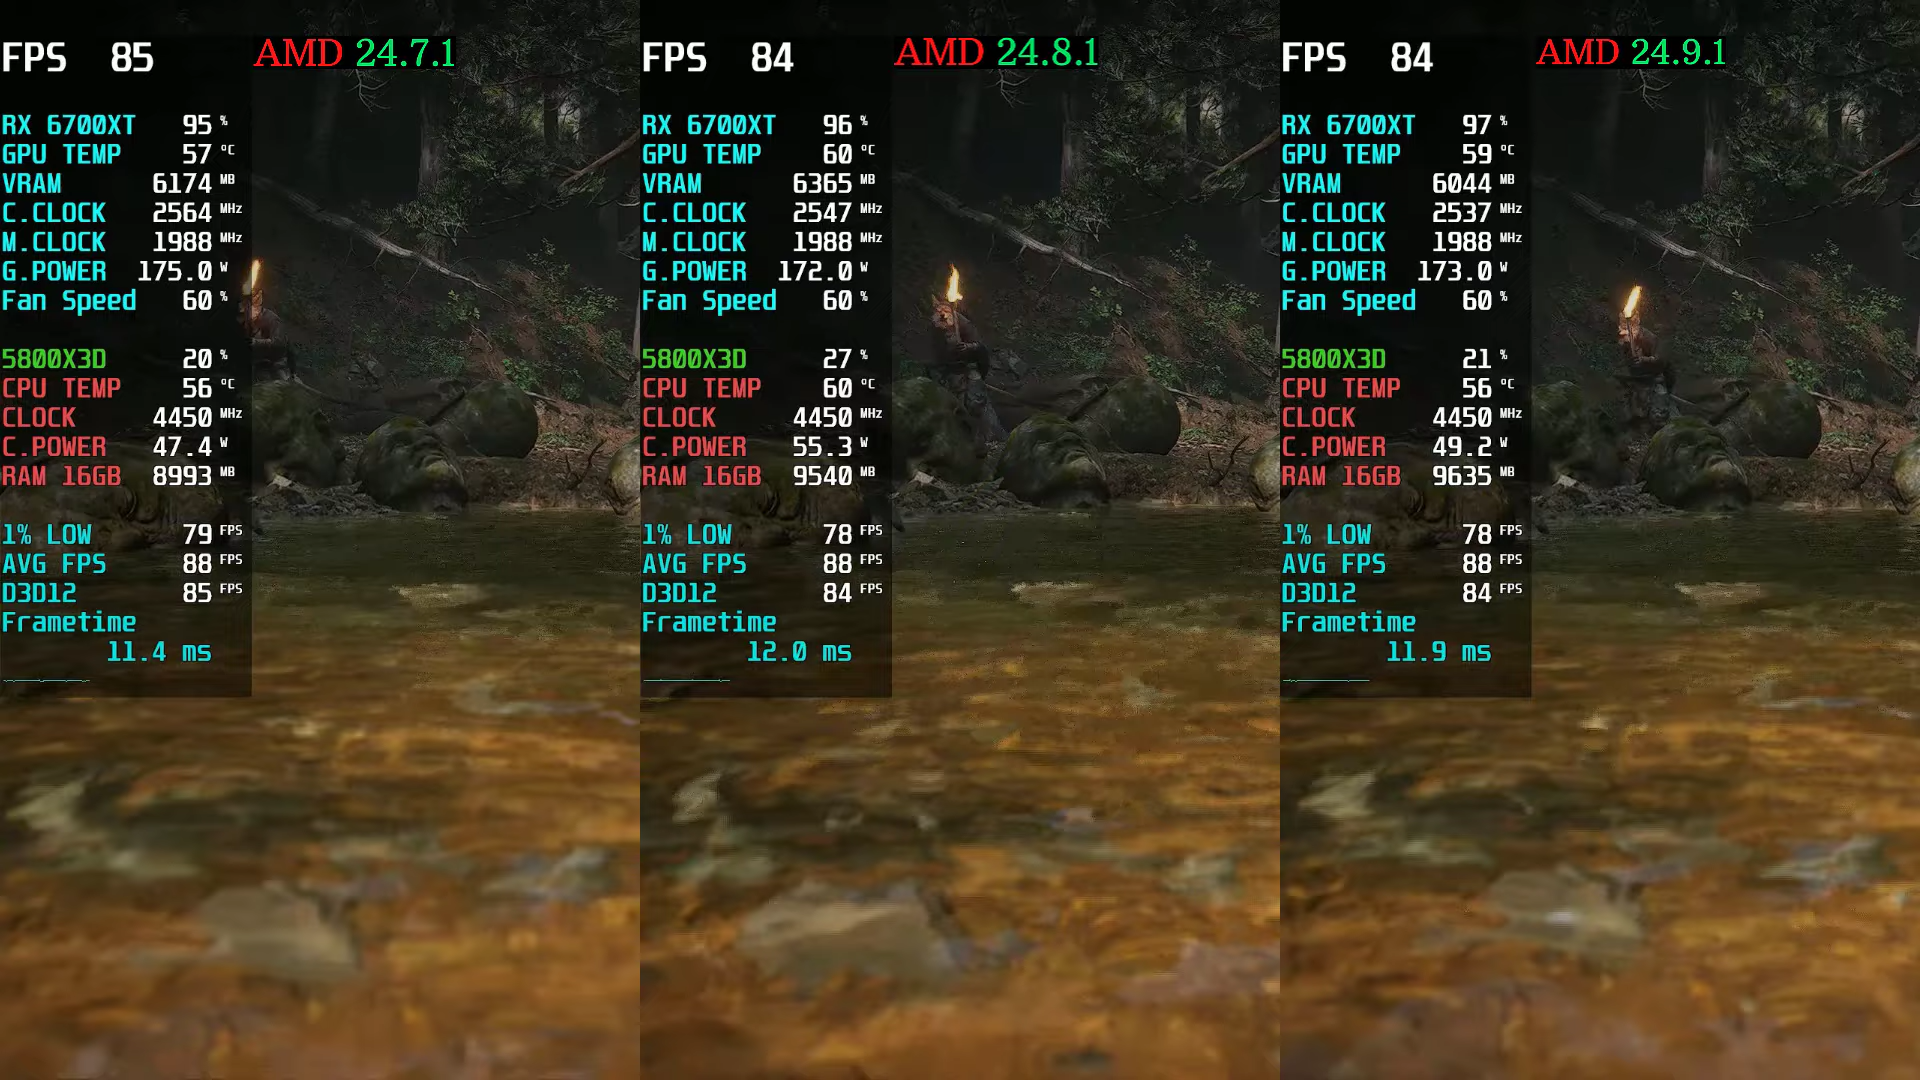 FPS 85 AMD 24.7.1
RX 6700XT 95 %
GPU TEMP 57 °C
VRAM 6174 MB
C.CLOCK 2564 MHz
M.CLOCK 1988 MHz
G.POWER 175.0 W
Fan Speed 60 %
5800X3D 20 %
CPU TEMP 56 °C
CLOCK 4450 MHz
C.POWER 47.4 W
RAM 16GB 8993 MB
1% LOW 79 FPS
AVG FPS 88 FPS
D3D12 85 FPS
Frametime
11.4 ms
FPS 84 AMD 24.8.1
RX 6700XT 96 %
GPU TEMP 60 °C
VRAM 6365 MB
C.CLOCK 2547 MHz
M.CLOCK 1988 MHz
G.POWER 172.0 W
Fan Speed 60 %
5800X3D 27 %
CPU TEMP 60 °C
CLOCK 4450 MHz
C.POWER 55.3 W
RAM 16GB 9540 MB
1% LOW 78 FPS
AVG FPS 88 FPS
D3D12 84 FPS
Frametime
12.0 ms
FPS 84 AMD 24.9.1
RX 6700XT 97 %
GPU TEMP 59 °C
VRAM 6044 MB
C.CLOCK 2537 MHz
M.CLOCK 1988 MHz
G.POWER 173.0 W
Fan Speed 60 %
5800X3D 21 %
CPU TEMP 56 °C
CLOCK 4450 MHz
C.POWER 49.2 W
RAM 16GB 9635 MB
1% LOW 78 FPS
AVG FPS 88 FPS
D3D12 84 FPS
Frametime
11.9 ms